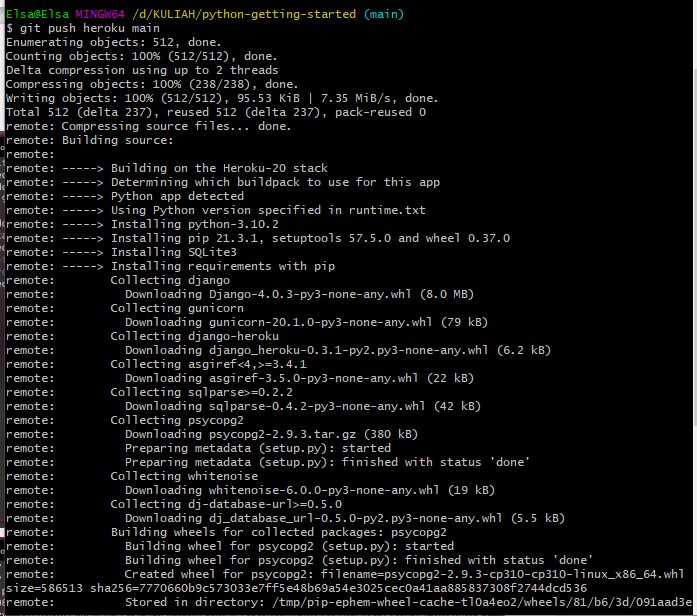 Elsa@Elsa MINGW64 /d/KULIAH/python-getting-started (main)
$ git push heroku main
Enumerating objects: 512, done.
Counting objects: 100% (512/512), done.
Delta compression using up to 2 threads
Compressing objects: 100% (238/238), done.
Writing objects: 100% (512/512), 95.53 KiB | 7.35 MiB/s, done.
Total 512 (delta 237), reused 512 (delta 237), pack-reused 0
remote: Compressing source files... done.
remote: Building source:
remote:
remote: -----> Building on the Heroku-20 stack
remote: -----> Determining which buildpack to use for this app
remote: -----> Python app detected
remote: -----> Using Python version specified in runtime.txt
remote: -----> Installing python-3.10.2
remote: -----> Installing pip 21.3.1, setuptools 57.5.0 and wheel 0.37.0
remote: -----> Installing SQLite3
remote: -----> Installing requirements with pip
remote:        Collecting django
remote:          Downloading Django-4.0.3-py3-none-any.whl (8.0 MB)
remote:        Collecting gunicorn
remote:          Downloading gunicorn-20.1.0-py3-none-any.whl (79 kB)
remote:        Collecting django-heroku
remote:          Downloading django_heroku-0.3.1-py2.py3-none-any.whl (6.2 kB)
remote:        Collecting asgiref<4,>=3.4.1
remote:          Downloading asgiref-3.5.0-py3-none-any.whl (22 kB)
remote:        Collecting sqlparse>=0.2.2
remote:          Downloading sqlparse-0.4.2-py3-none-any.whl (42 kB)
remote:        Collecting psycopg2
remote:          Downloading psycopg2-2.9.3.tar.gz (380 kB)
remote:          Preparing metadata (setup.py): started
remote:          Preparing metadata (setup.py): finished with status 'done'
remote:        Collecting whitenoise
remote:          Downloading whitenoise-6.0.0-py3-none-any.whl (19 kB)
remote:        Collecting dj-database-url>=0.5.0
remote:          Downloading dj_database_url-0.5.0-py2.py3-none-any.whl (5.5 kB)
remote:        Building wheels for collected packages: psycopg2
remote:          Building wheel for psycopg2 (setup.py): started
remote:          Building wheel for psycopg2 (setup.py): finished with status 'done'
remote:          Created wheel for psycopg2: filename=psycopg2-2.9.3-cp310-cp310-linux_x86_64.whl
size=586513 sha256=7770660b9c573033e7ff5e48b69a54e3025cec0a41aa885837308f2744dcd536
remote:          Stored in directory: /tmp/pip-ephem-wheel-cache-tl0a4eo2/wheels/81/b6/3d/091aad3e